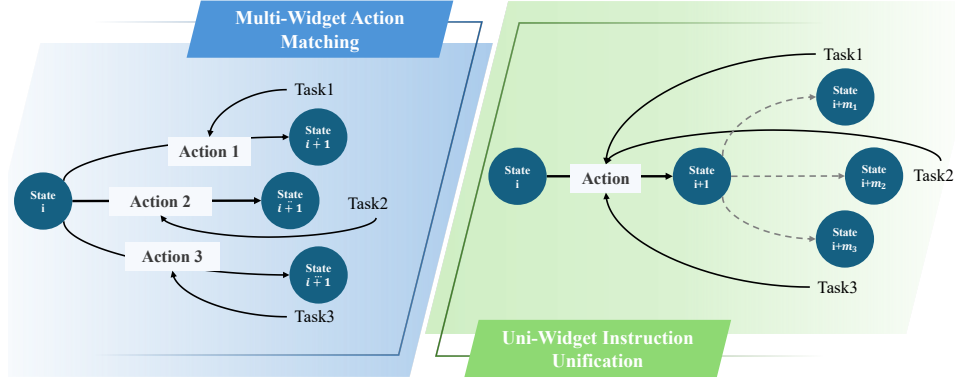 Multi-Widget Action
Matching
Task1
State
i + 1
Action 1
State
i
Action 2
State
i + 1
Task2
Action 3
State
i + 1
Task3
Task1
State
i+m₁
State
i
Action
State
i+1
State
i+m₂
Task2
State
i+m₃
Task3
Uni-Widget Instruction
Unification